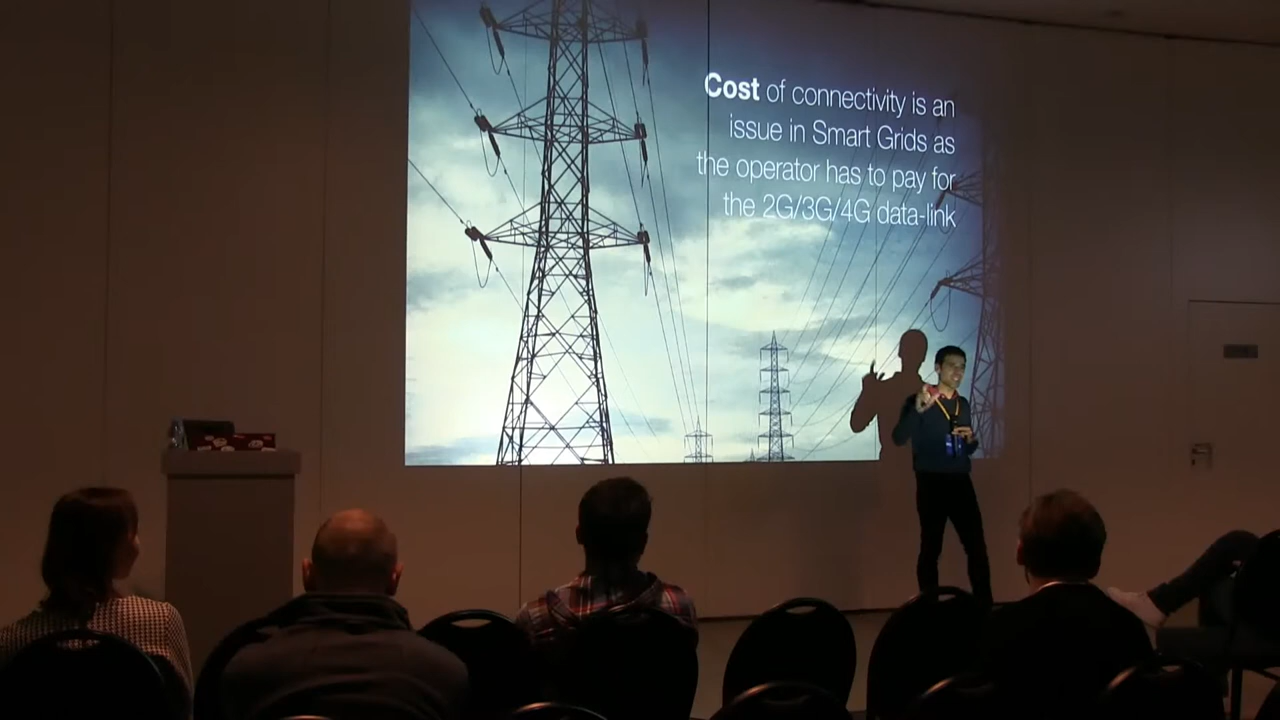 Cost of connectivity is an
issue in Smart Grids as
the operator has to pay for
the 2G/3G/4G data-link